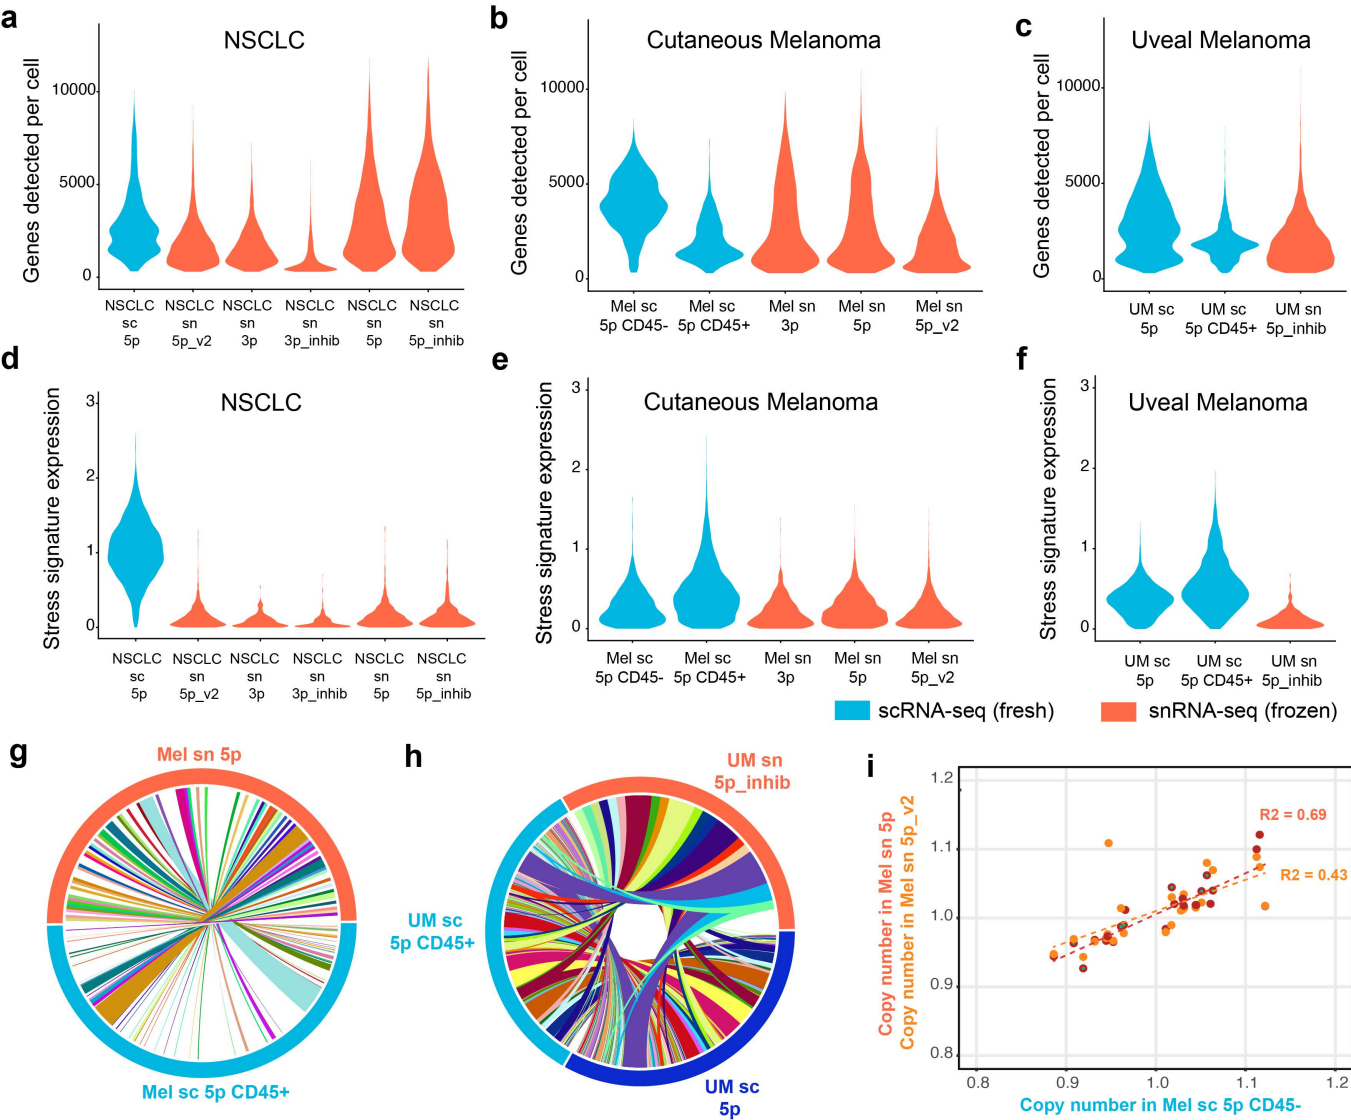 a
NSCLC
Genes detected per cell
10000
5000
0
NSCLC
sc
5p
NSCLC
sn
5p_v2
NSCLC
sn
3p
NSCLC
sn
3p_inhib
NSCLC
sn
5p
NSCLC
sn
5p_inhib
b
Cutaneous Melanoma
Genes detected per cell
10000
5000
0
Mel sc
5p CD45-
Mel sc
5p CD45+
Mel sn
3p
Mel sn
5p
Mel sn
5p_v2
c
Uveal Melanoma
Genes detected per cell
10000
5000
0
UM sc
5p
UM sc
5p CD45+
UM sn
5p_inhib
d
NSCLC
Stress signature expression
3
2
1
0
NSCLC
sc
5p
NSCLC
sn
5p_v2
NSCLC
sn
3p
NSCLC
sn
3p_inhib
NSCLC
sn
5p
NSCLC
sn
5p_inhib
e
Cutaneous Melanoma
Stress signature expression
3
2
1
0
Mel sc
5p CD45-
Mel sc
5p CD45+
Mel sn
3p
Mel sn
5p
Mel sn
5p_v2
f
Uveal Melanoma
Stress signature expression
3
2
1
0
UM sc
5p
UM sc
5p CD45+
UM sn
5p_inhib
scRNA-seq (fresh)
snRNA-seq (frozen)
g
Mel sn 5p
Mel sc 5p CD45+
h
UM sn
5p_inhib
UM sc
5p CD45+
UM sc
5p
i
Copy number in Mel sn 5p
Copy number in Mel sn 5p_v2
1.2
1.1
1.0
0.9
0.8
R2 = 0.69
R2 = 0.43
0.8
0.9
1.0
1.1
1.2
Copy number in Mel sc 5p CD45-